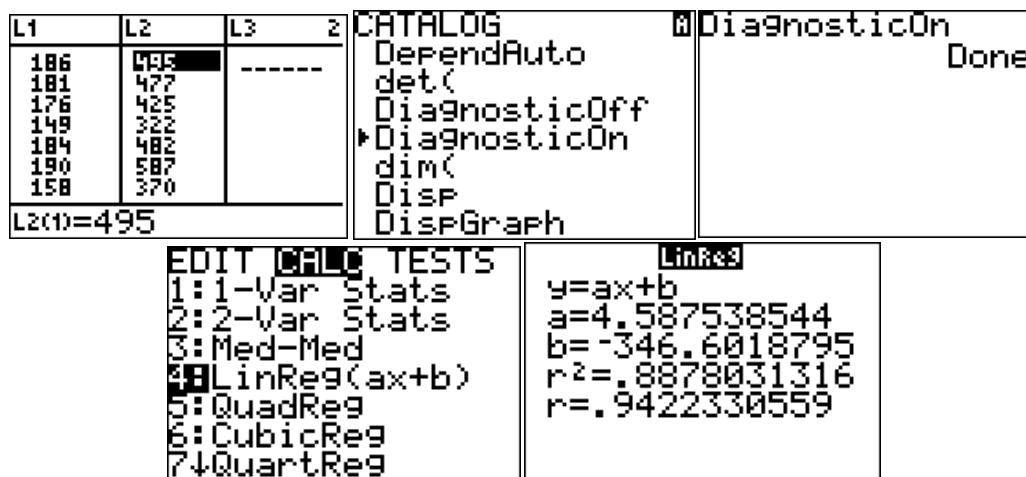 L1 L2 L3 2
186 495 ------
181 477
176 425
149 322
184 482
190 587
158 370
L2(1)=495
CATALOG A
DependAuto
det(
DiagnosticOff
▸DiagnosticOn
dim(
Disp
DispGraph
DiagnosticOn
Done
EDIT CALC TESTS
1:1-Var Stats
2:2-Var Stats
3:Med-Med
4:LinReg(ax+b)
5:QuadReg
6:CubicReg
7↓QuartReg
LinReg
y=ax+b
a=4.587538544
b=-346.6018795
r²=.8878031316
r=.9422330559